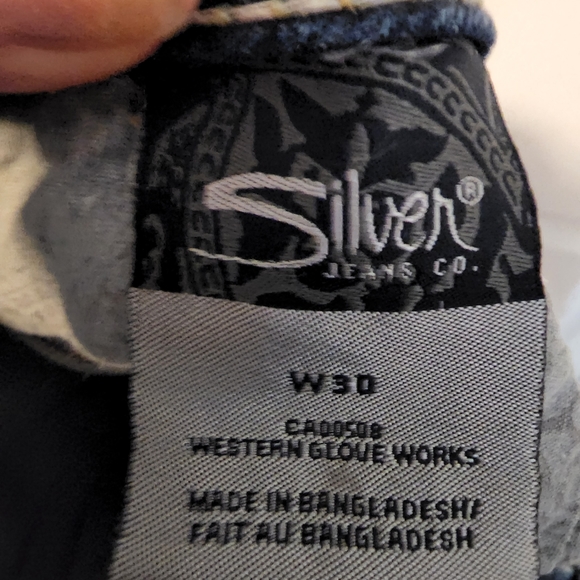 Silver®
JEANS CO.
W30
CA00508
WESTERN GLOVE WORKS
MADE IN BANGLADESH/
FAIT AU BANGLADESH